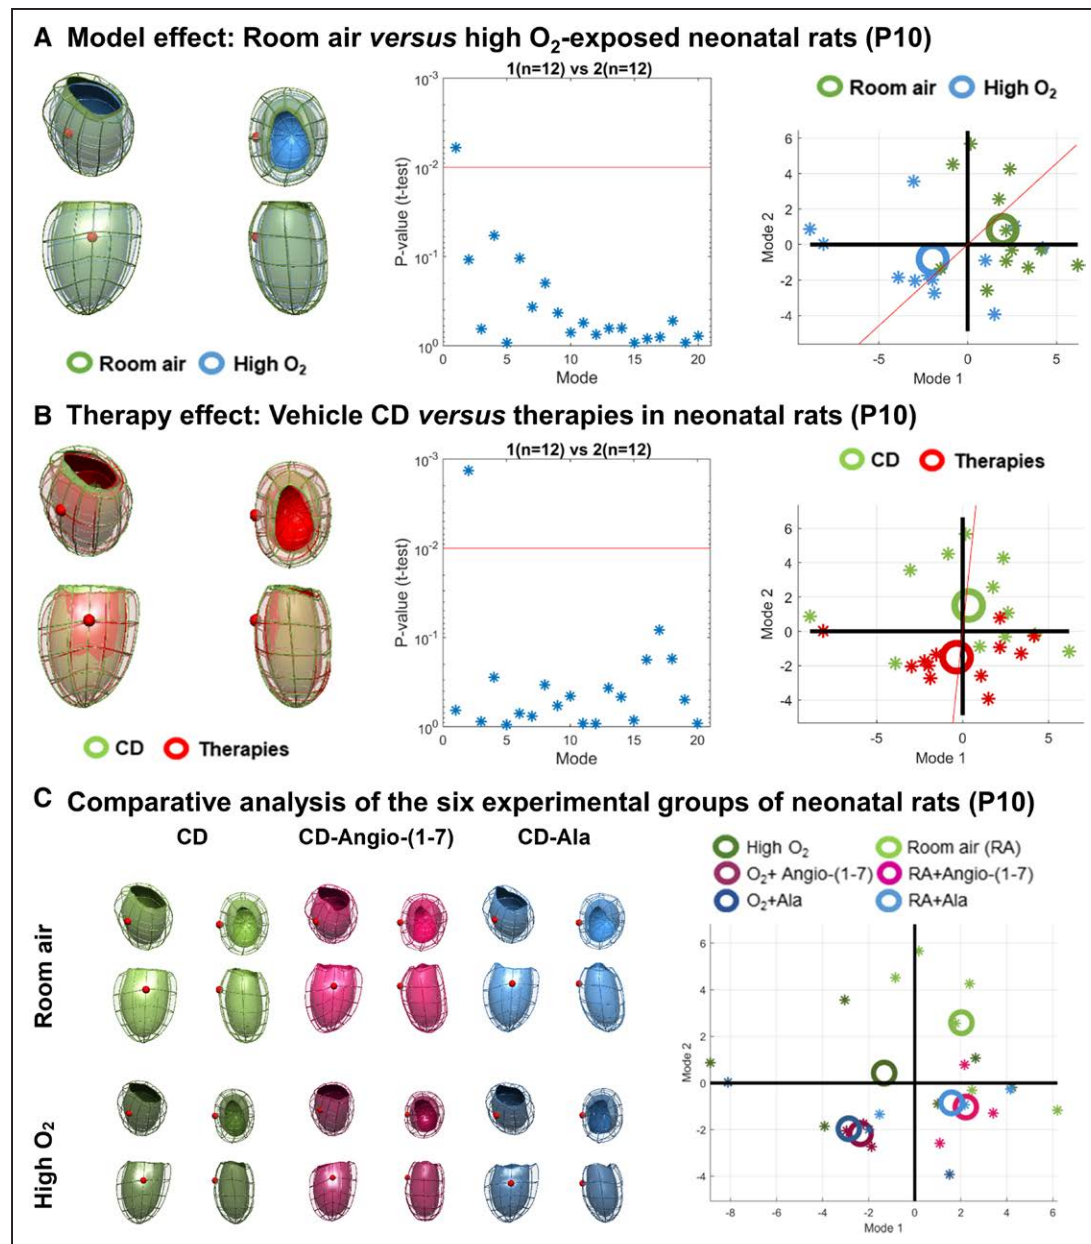 A Model effect: Room air versus high O₂-exposed neonatal rats (P10)
1(n=12) vs 2(n=12)
10⁻³
10⁻²
10⁻¹
10⁰
P-value (t-test)
0 5 10 15 20
Mode
Room air High O₂
6
4
2
0
-2
-4
Mode 2
-5 0 5
Mode 1
Room air High O₂
B Therapy effect: Vehicle CD versus therapies in neonatal rats (P10)
1(n=12) vs 2(n=12)
10⁻³
10⁻²
10⁻¹
10⁰
P-value (t-test)
0 5 10 15 20
Mode
CD Therapies
6
4
2
0
-2
-4
Mode 2
-5 0 5
Mode 1
CD Therapies
C Comparative analysis of the six experimental groups of neonatal rats (P10)
CD CD-Angio-(1-7) CD-Ala
Room air
High O₂
High O₂ Room air (RA)
O₂+ Angio-(1-7) RA+Angio-(1-7)
O₂+Ala RA+Ala
6
4
2
0
-2
-4
Mode 2
-8 -6 -4 -2 0 2 4 6
Mode 1